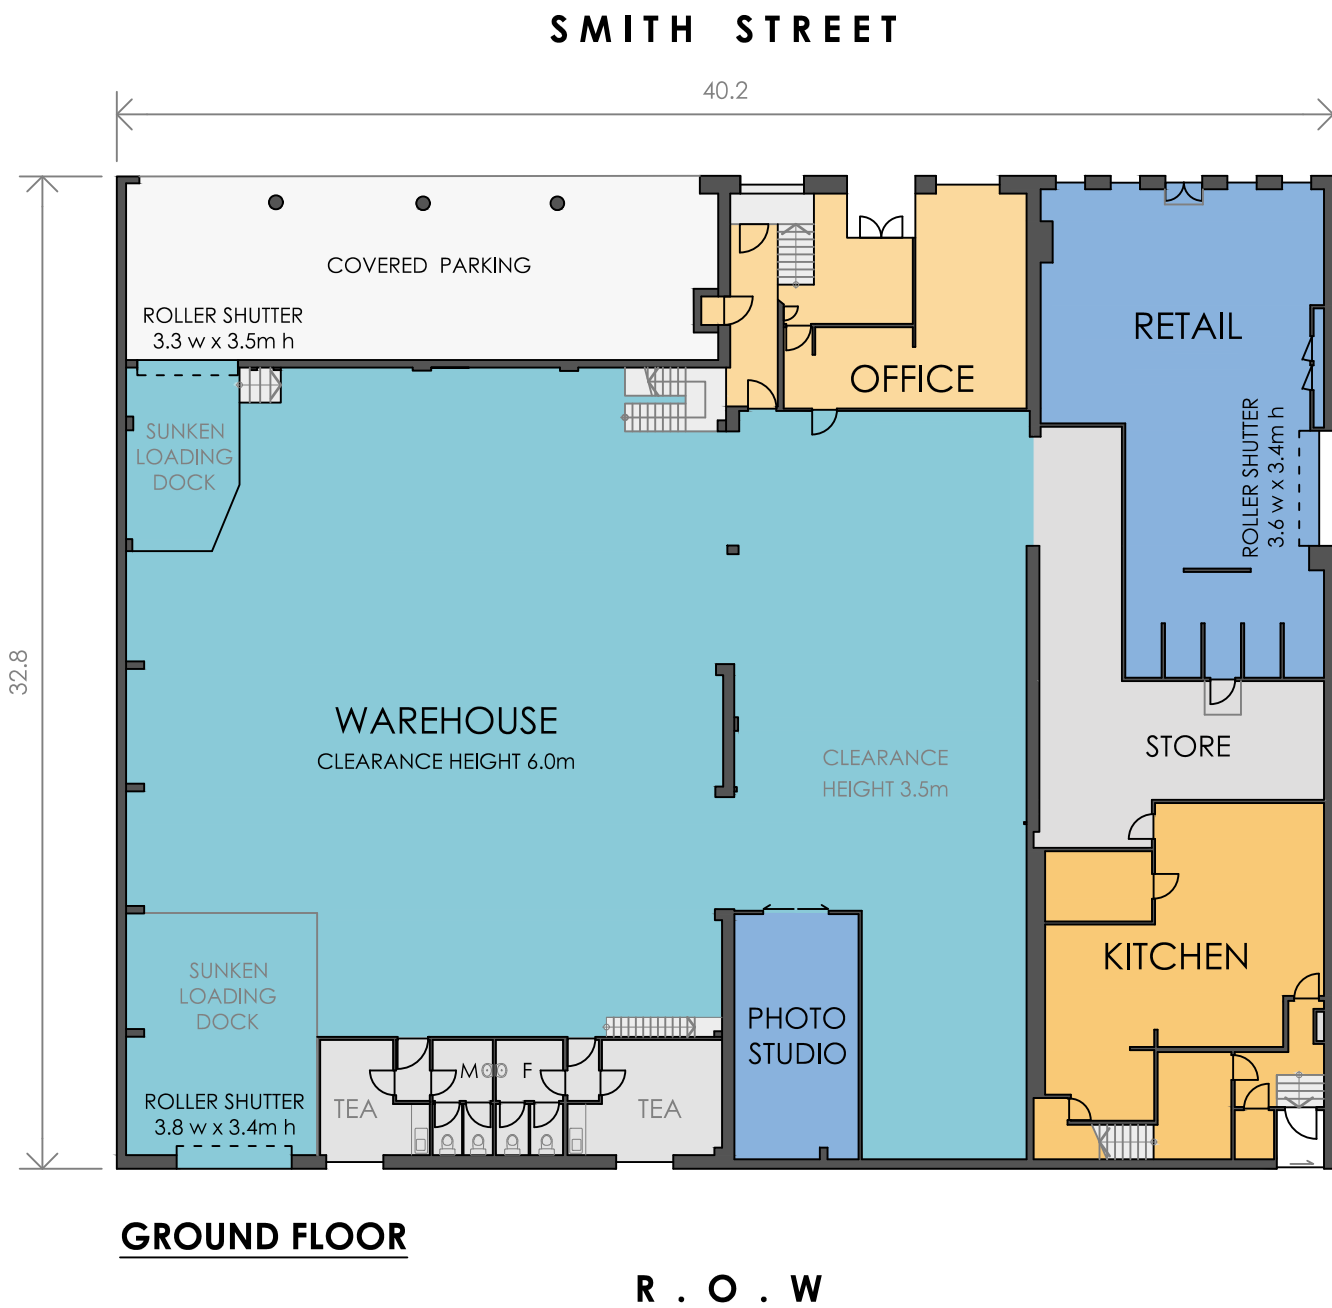 SMITH STREET
40.2
32.8
COVERED PARKING
ROLLER SHUTTER
3.3 w x 3.5m h
RETAIL
OFFICE
SUNKEN
LOADING
DOCK
ROLLER SHUTTER
3.6 w x 3.4m h
WAREHOUSE
CLEARANCE HEIGHT 6.0m
CLEARANCE
HEIGHT 3.5m
STORE
KITCHEN
SUNKEN
LOADING
DOCK
PHOTO
STUDIO
M F
ROLLER SHUTTER
3.8 w x 3.4m h
TEA
TEA
GROUND FLOOR
R . O . W